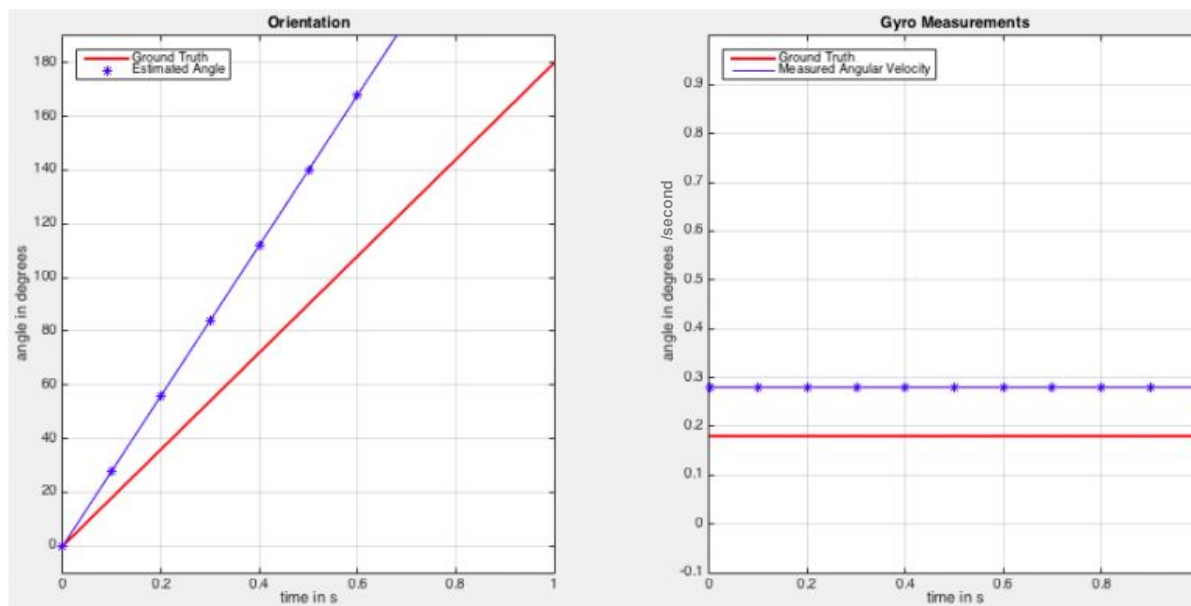 Orientation
Ground Truth
Estimated Angle
180
160
140
120
100
80
60
40
20
0
angle in degrees
0 0.2 0.4 0.6 0.8 1
time in s
Gyro Measurements
Ground Truth
Measured Angular Velocity
0.9
0.8
0.7
0.6
0.5
0.4
0.3
0.2
0.1
0
-0.1
angle in degrees /second
0 0.2 0.4 0.6 0.8
time in s